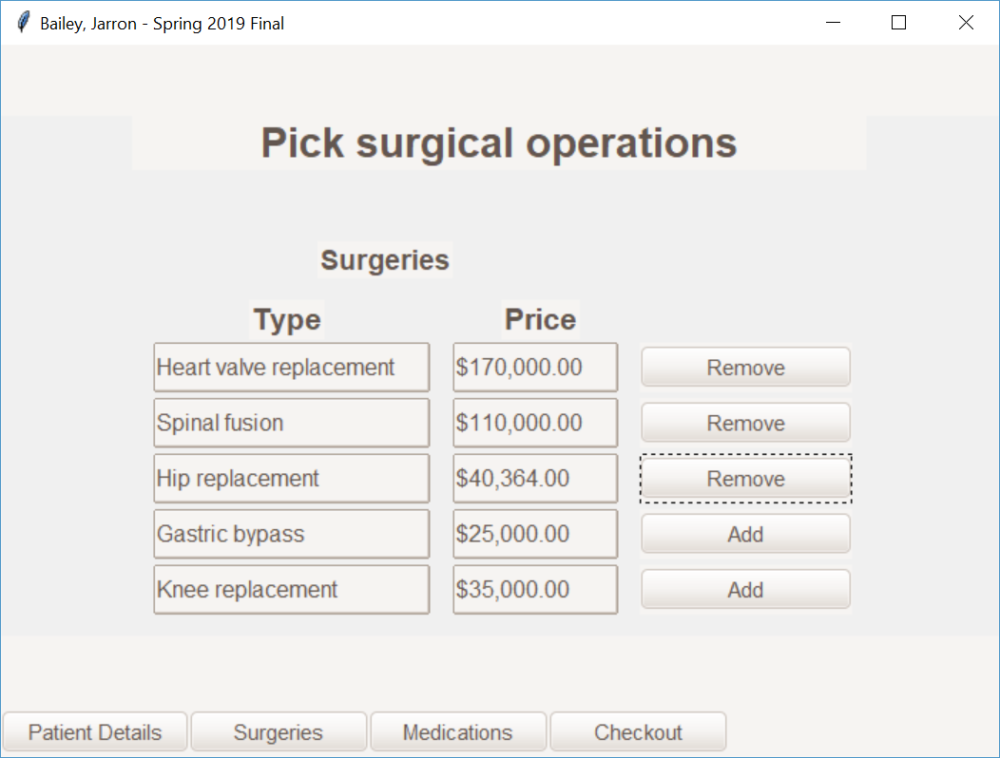 Bailey, Jarron - Spring 2019 Final
Pick surgical operations
Surgeries
Type Price
Heart valve replacement $170,000.00 Remove
Spinal fusion $110,000.00 Remove
Hip replacement $40,364.00 Remove
Gastric bypass $25,000.00 Add
Knee replacement $35,000.00 Add
Patient Details Surgeries Medications Checkout